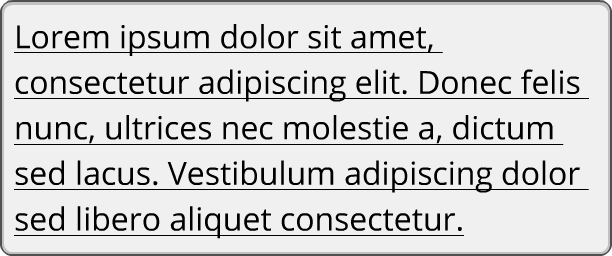 Lorem ipsum dolor sit amet,
consectetur adipiscing elit. Donec felis
nunc, ultrices nec molestie a, dictum
sed lacus. Vestibulum adipiscing dolor
sed libero aliquet consectetur.